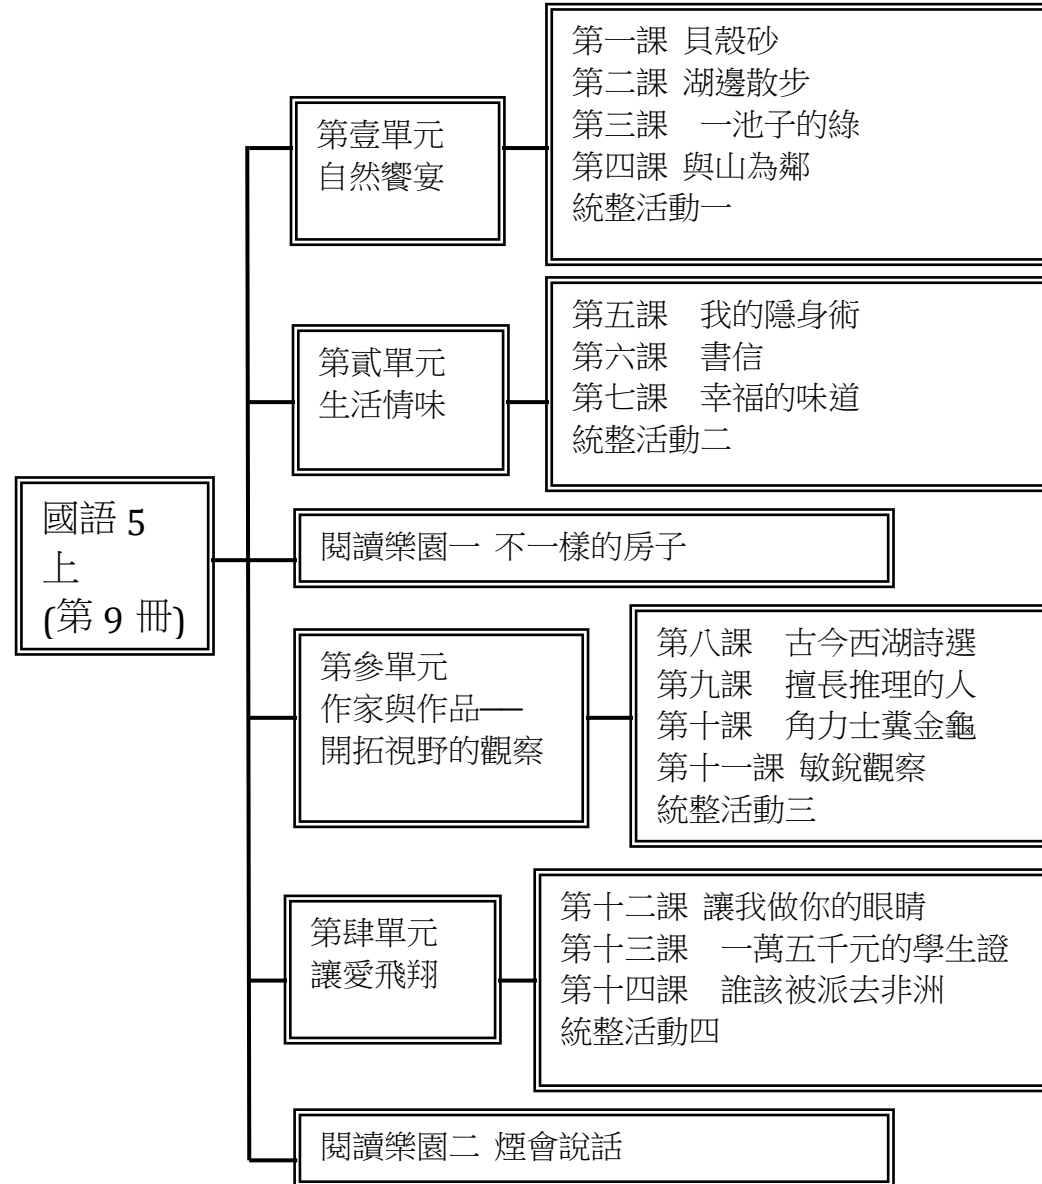 國語 5
上
(第 9 冊)
第壹單元
自然饗宴
第一課 貝殼砂
第二課 湖邊散步
第三課　一池子的綠
第四課 與山為鄰
統整活動一
第貳單元
生活情味
第五課　我的隱身術
第六課　書信
第七課　幸福的味道
統整活動二
閱讀樂園一 不一樣的房子
第參單元
作家與作品──
開拓視野的觀察
第八課　古今西湖詩選
第九課　擅長推理的人
第十課　角力士糞金龜
第十一課 敏銳觀察
統整活動三
第肆單元
讓愛飛翔
第十二課 讓我做你的眼睛
第十三課　一萬五千元的學生證
第十四課　誰該被派去非洲
統整活動四
閱讀樂園二 煙會說話